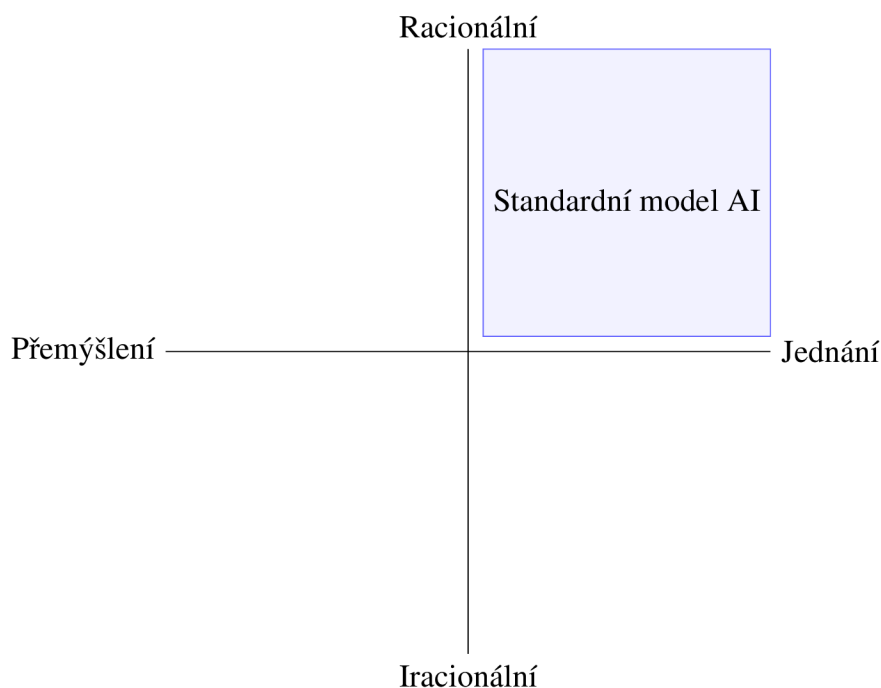 Racionální
Standardní model AI
Přemýšlení
Jednání
Iracionální